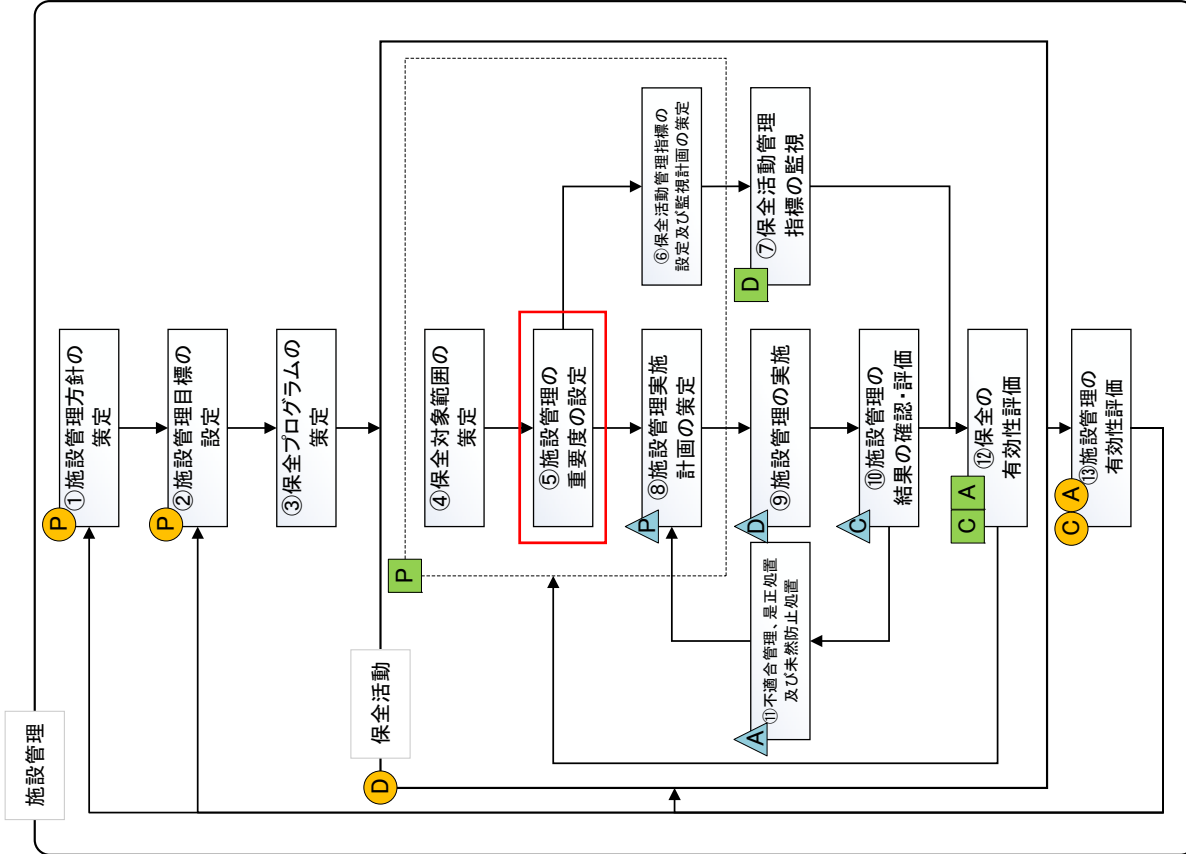 施設管理
P
①施設管理方針の
策定
P
②施設管理目標の
設定
③保全プログラムの
策定
D
保全活動
P
④保全対象範囲の
策定
⑤施設管理の
重要度の設定
⑥保全活動管理指標の
設定及び監視計画の策定
P
⑧施設管理実施
計画の策定
D
⑦保全活動管理
指標の監視
D
⑨施設管理の実施
A
⑪不適合管理、是正処置
及び未然防止処置
C
⑩施設管理の
結果の確認・評価
C A
⑫保全の
有効性評価
C A
⑬施設管理の
有効性評価